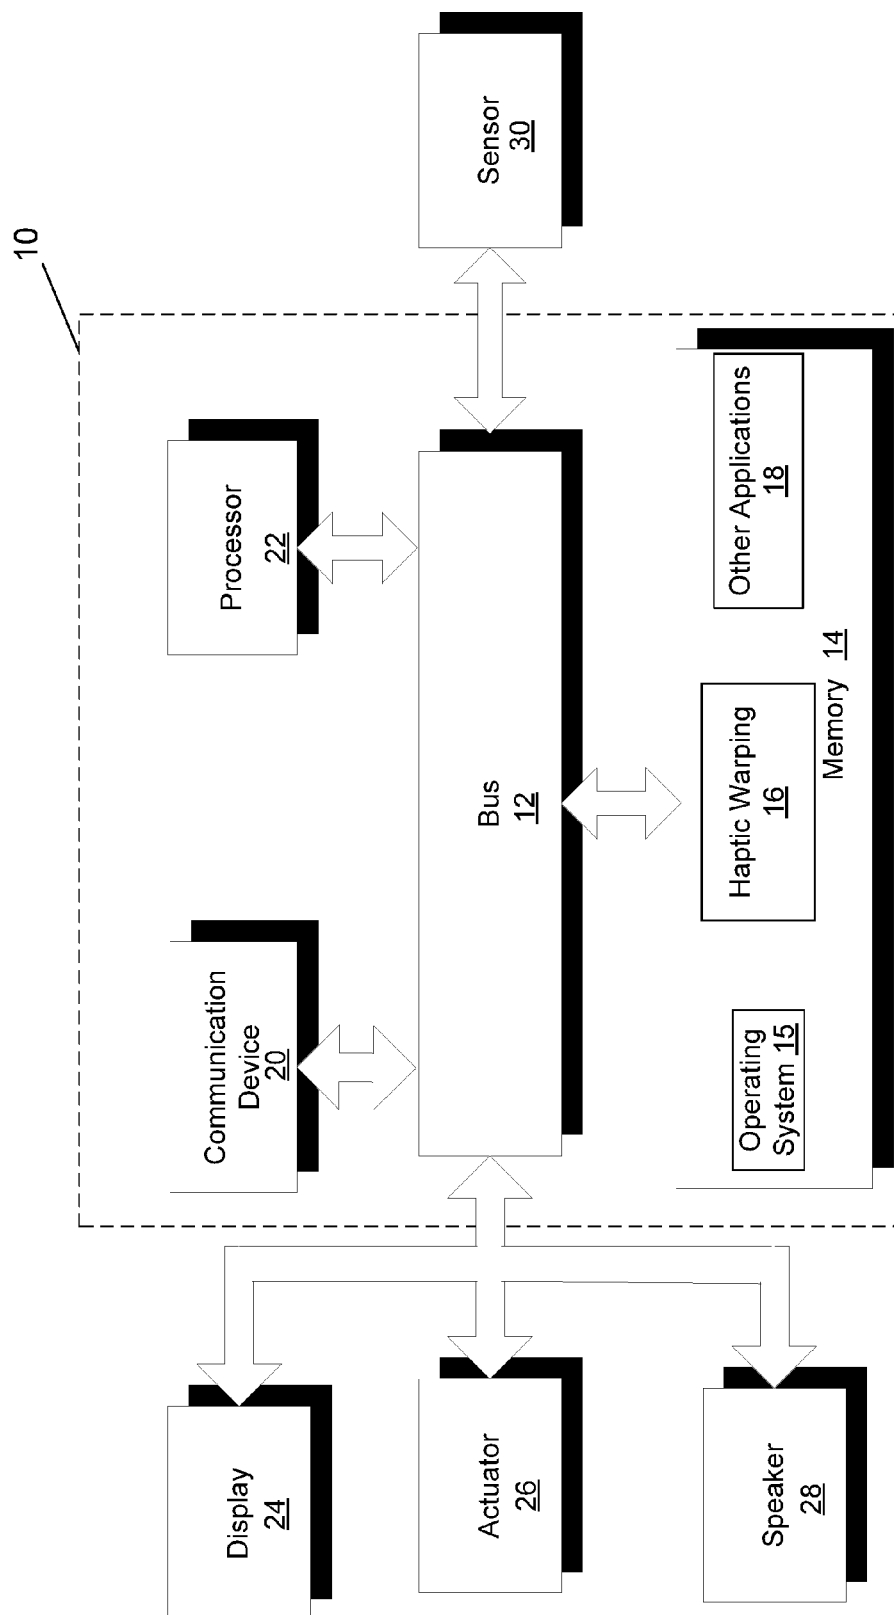 10
Communication
Device
20
Processor
22
Display
24
Actuator
26
Bus
12
Sensor
30
Speaker
28
Operating
System 15
Haptic Warping
16
Other Applications
18
Memory 14